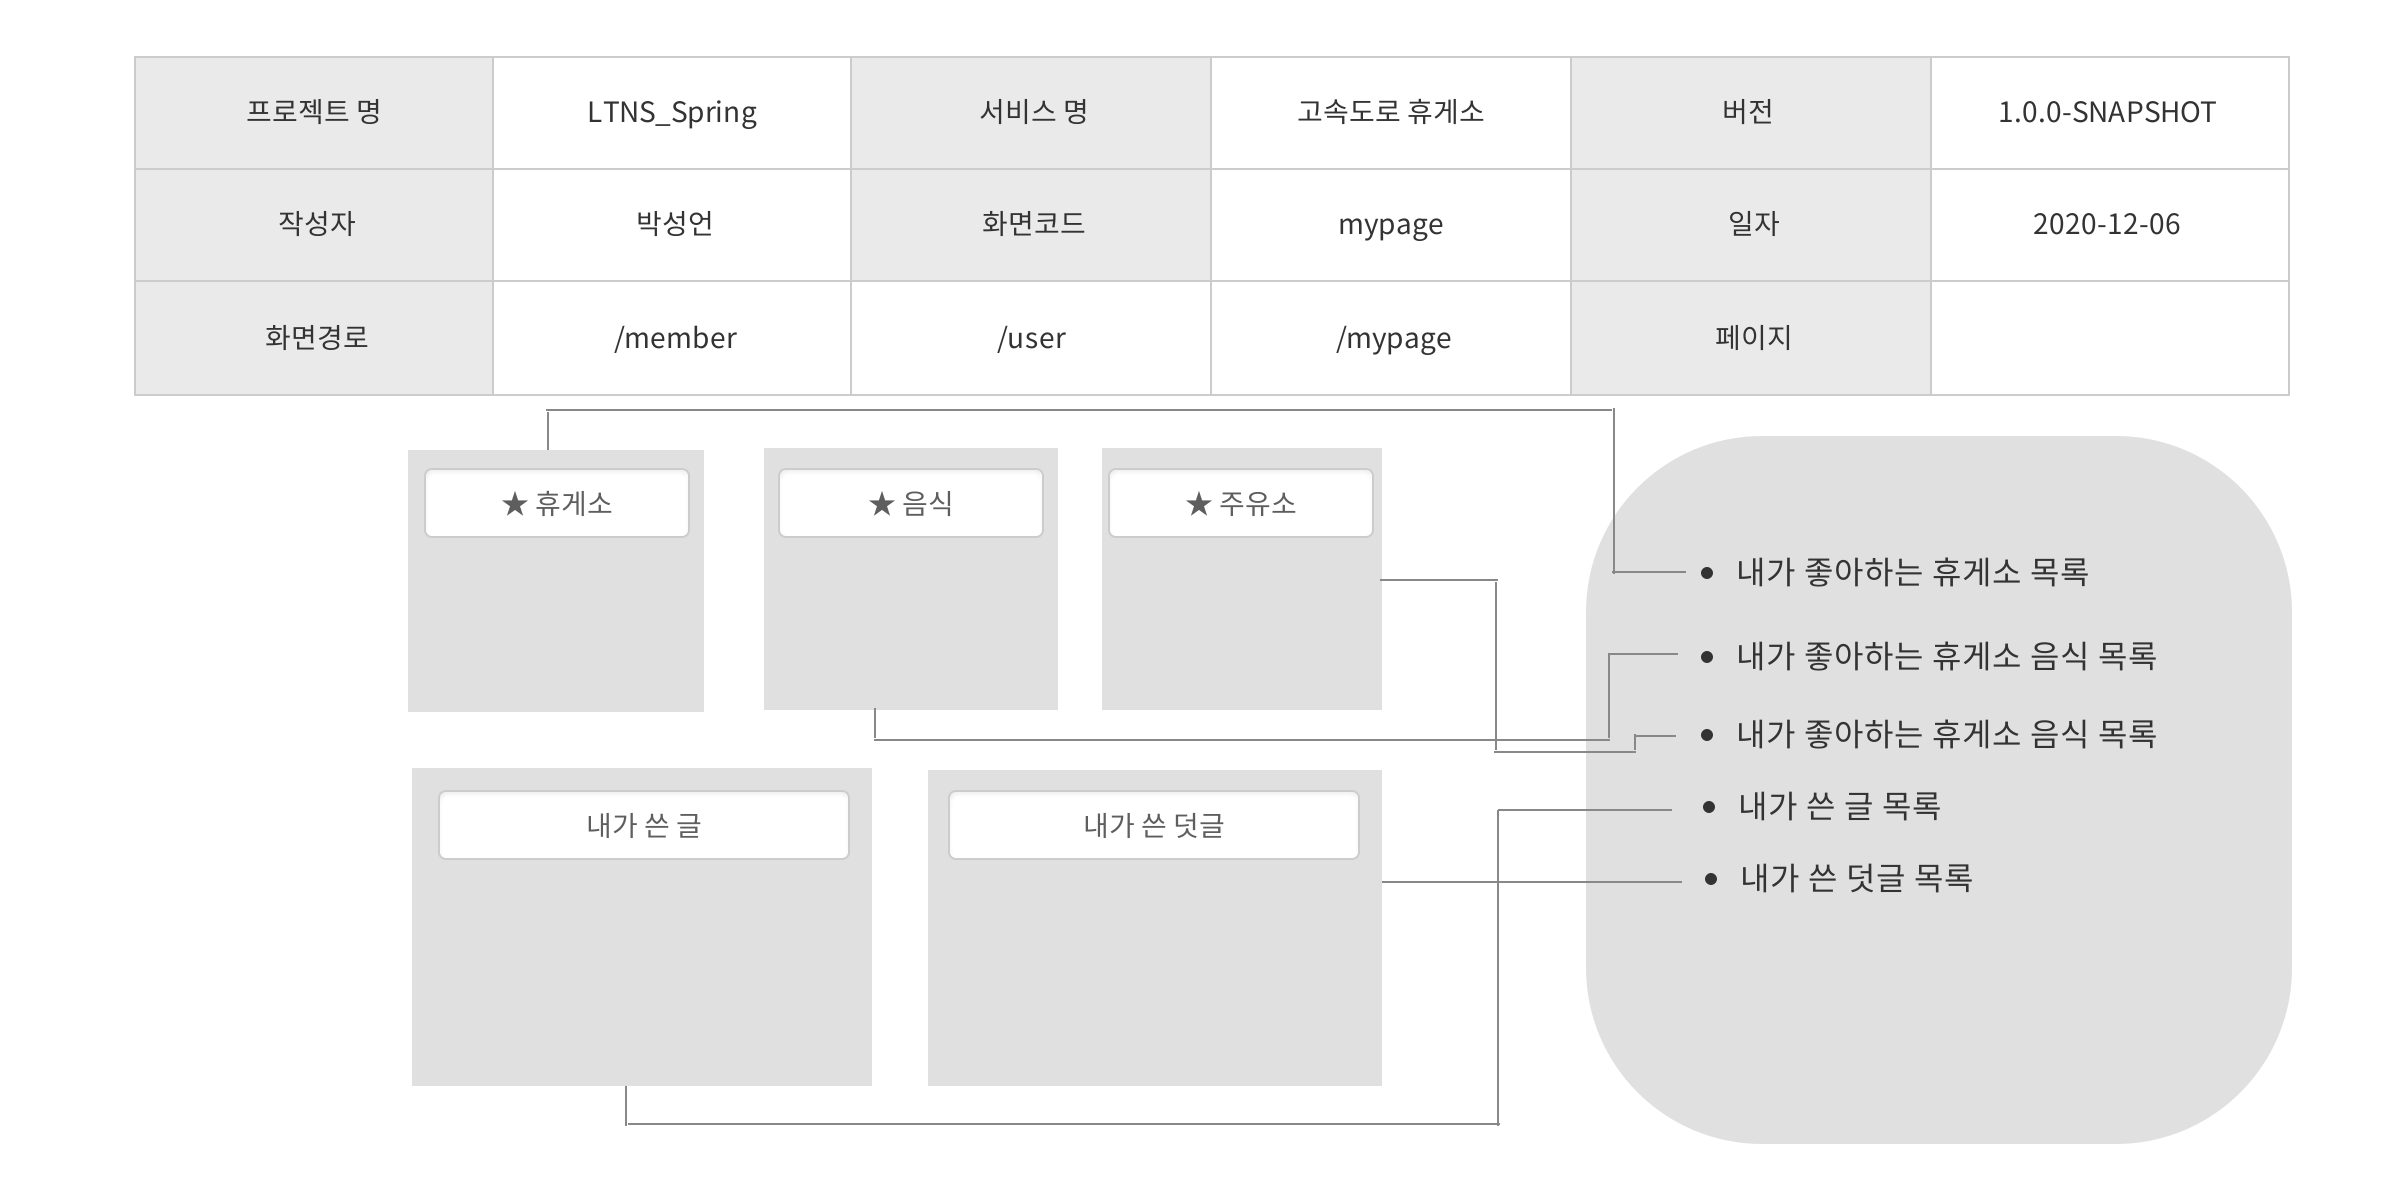 프로젝트 명 LTNS_Spring 서비스 명 고속도로 휴게소 버전 1.0.0-SNAPSHOT
작성자 박성언 화면코드 mypage 일자 2020-12-06
화면경로 /member /user /mypage 페이지
★ 휴게소 ★ 음식 ★ 주유소
• 내가 좋아하는 휴게소 목록
• 내가 좋아하는 휴게소 음식 목록
• 내가 좋아하는 휴게소 음식 목록
내가 쓴 글 내가 쓴 덧글
• 내가 쓴 글 목록
• 내가 쓴 덧글 목록